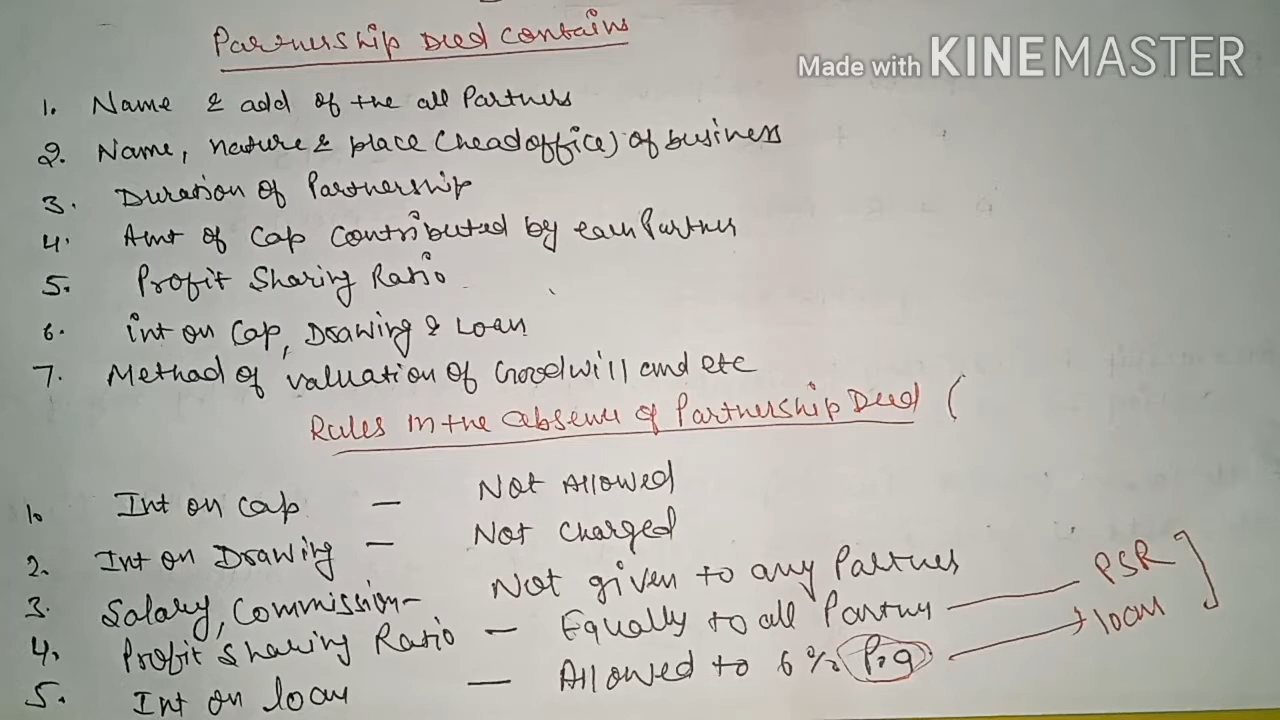 Partnership Deed contains
Made with KINEMASTER
1. Name & add of the all Partners
2. Name, nature & place (headoffice) of business
3. Duration of Partnership
4. Amt of Cap Contributed by each Partner
5. Profit Sharing Ratio
6. int on Cap, Drawing & Loan
7. Method of valuation of Goodwill and etc
Rules in the absence of Partnership Deed (
1. Int on Cap - Not Allowed
2. Int on Drawing - Not Charged
3. Salary, Commission - Not given to any Partner
4. Profit Sharing Ratio - Equally to all Partner PSR ]
5. Int on loan - Allowed to 6% P.a → loan